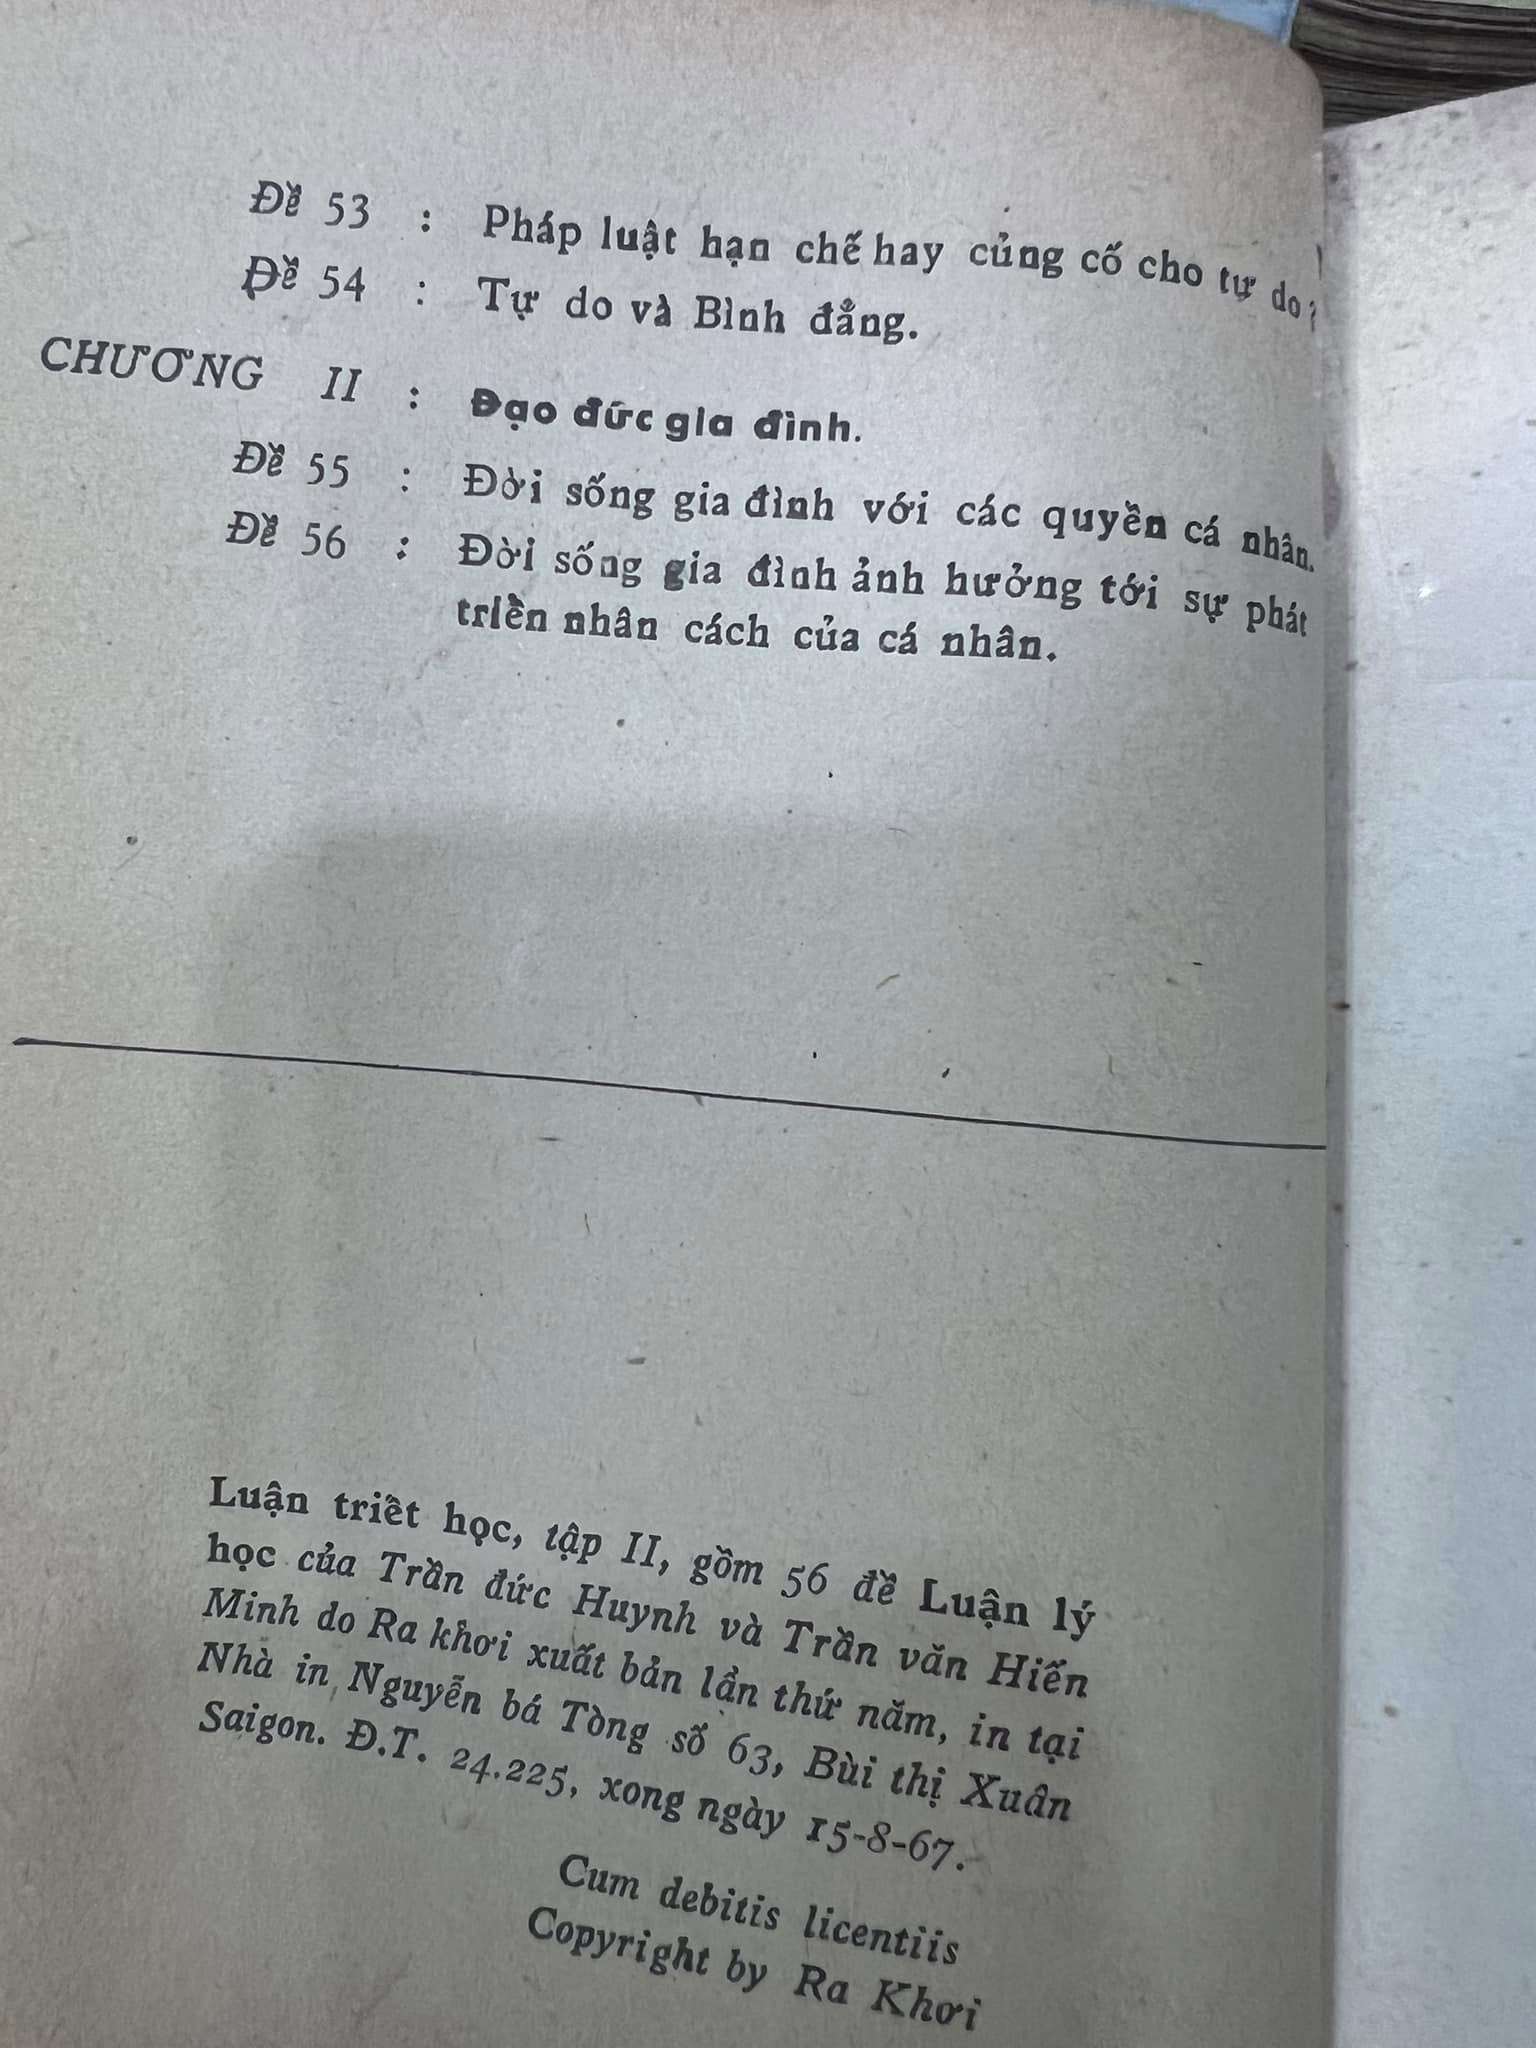 Đề 53 : Pháp luật hạn chế hay củng cố cho tự do ?
Đề 54 : Tự do và Bình đẳng.
CHƯƠNG II : Đạo đức gia đình.
Đề 55 : Đời sống gia đình với các quyền cá nhân.
Đề 56 : Đời sống gia đình ảnh hưởng tới sự phát
triển nhân cách của cá nhân.
Luận triết học, tập II, gồm 56 đề Luận lý
học của Trần đức Huynh và Trần văn Hiến
Minh do Ra khơi xuất bản lần thứ năm, in tại
Nhà in Nguyễn bá Tòng số 63, Bùi thị Xuân
Saigon. Đ.T. 24.225, xong ngày 15-8-67.
Cum debitis licentiis
Copyright by Ra Khơi